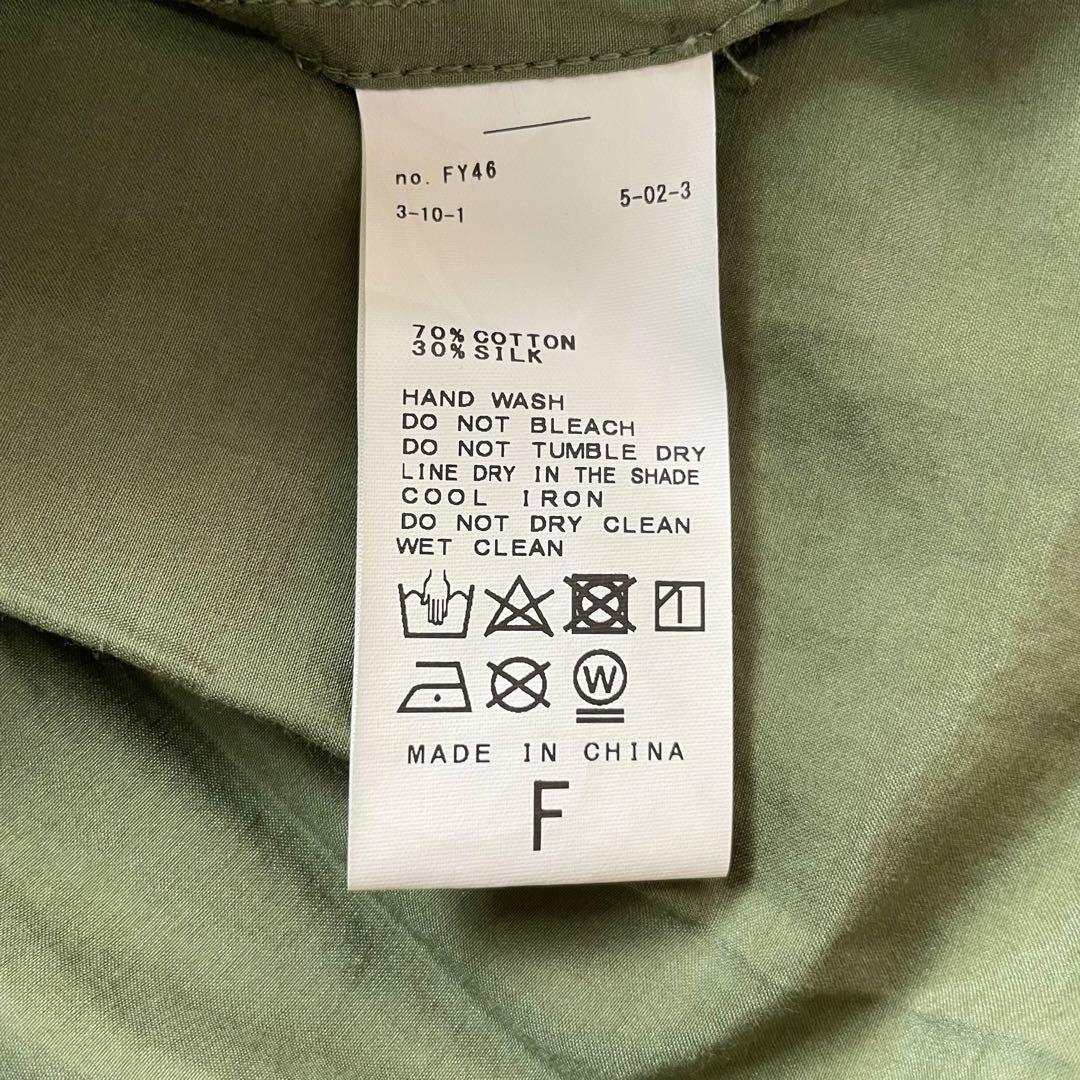 no. FY46
3-10-1 5-02-3
70% COTTON
30% SILK
HAND WASH
DO NOT BLEACH
DO NOT TUMBLE DRY
LINE DRY IN THE SHADE
COOL IRON
DO NOT DRY CLEAN
WET CLEAN
W
MADE IN CHINA
F